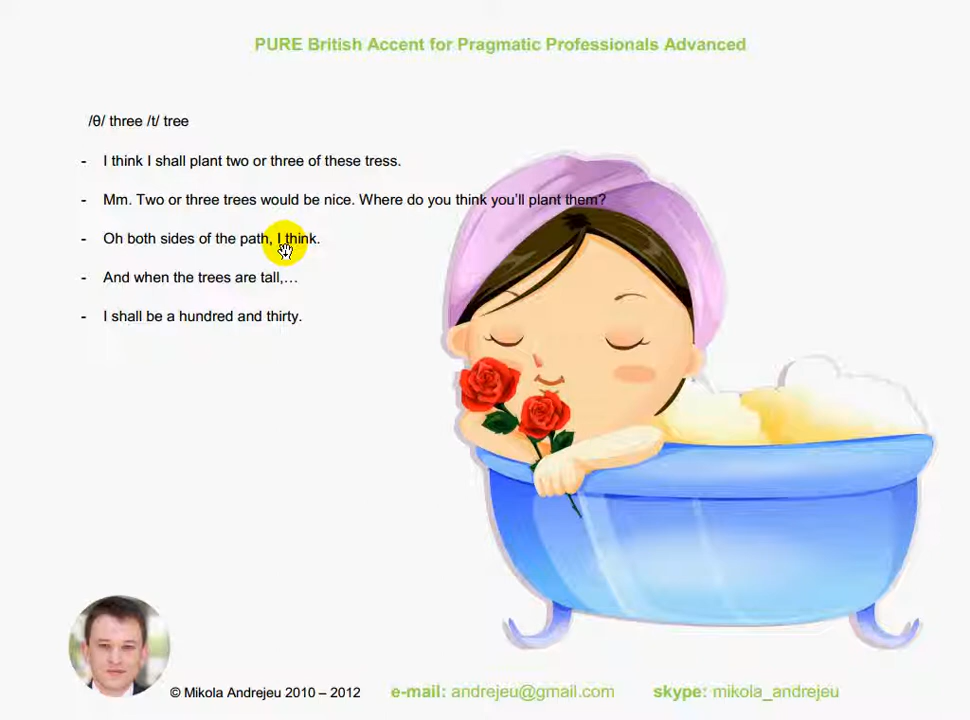 PURE British Accent for Pragmatic Professionals Advanced
/θ/ three /t/ tree
- I think I shall plant two or three of these tress.
- Mm. Two or three trees would be nice. Where do you think you'll plant them?
- Oh both sides of the path, I think.
- And when the trees are tall,…
- I shall be a hundred and thirty.
© Mikola Andrejeu 2010 – 2012 e-mail: andrejeu@gmail.com skype: mikola_andrejeu